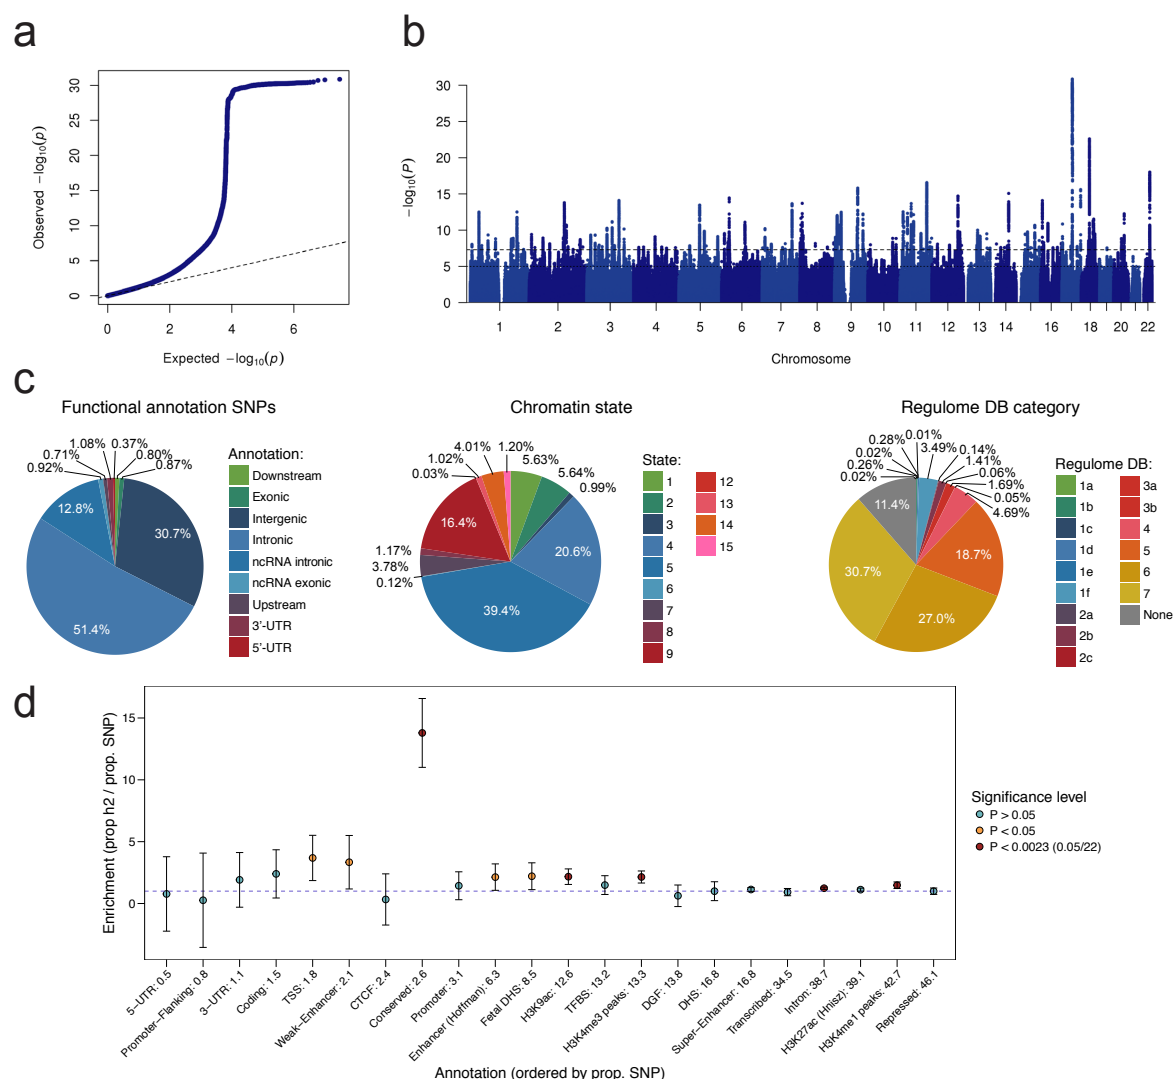 a
b
Observed −log10(p)
30
25
20
15
10
5
0
0 2 4 6
Expected −log10(p)
−log10(P)
30
25
20
15
10
5
0
1 2 3 4 5 6 7 8 9 10 11 12 13 14 16 18 20 22
Chromosome
c
Functional annotation SNPs
1.08% 0.37%
0.71% 0.80%
0.92% 0.87%
12.8%
30.7%
51.4%
Annotation:
Downstream
Exonic
Intergenic
Intronic
ncRNA intronic
ncRNA exonic
Upstream
3'-UTR
5'-UTR
Chromatin state
4.01% 1.20%
1.02% 5.63%
0.03% 5.64%
0.99%
16.4%
20.6%
1.17%
3.78%
0.12%
39.4%
State:
1
2
3
4
5
6
7
8
9
12
13
14
15
Regulome DB category
0.01%
0.28% 3.49%
0.02% 0.14%
0.26% 1.41%
0.02% 0.06%
1.69%
0.05%
4.69%
11.4%
18.7%
30.7%
27.0%
Regulome DB:
1a
1b
1c
1d
1e
1f
2a
2b
2c
3a
3b
4
5
6
7
None
d
Enrichment (prop h2 / prop. SNP)
15
10
5
0
5−UTR: 0.5
Promoter−Flanking: 0.8
3−UTR: 1.1
Coding: 1.5
TSS: 1.8
Weak−Enhancer: 2.1
CTCF: 2.4
Conserved: 2.6
Promoter: 3.1
Enhancer (Hoffman): 6.3
Fetal DHS: 8.5
H3K9ac: 12.6
TFBS: 13.2
H3K4me3 peaks: 13.3
DGF: 13.8
DHS: 16.8
Super−Enhancer: 16.8
Transcribed: 34.5
Intron: 38.7
H3K27ac (Hnisz): 39.1
H3K4me1 peaks: 42.7
Repressed: 46.1
Annotation (ordered by prop. SNP)
Significance level
P > 0.05
P < 0.05
P < 0.0023 (0.05/22)